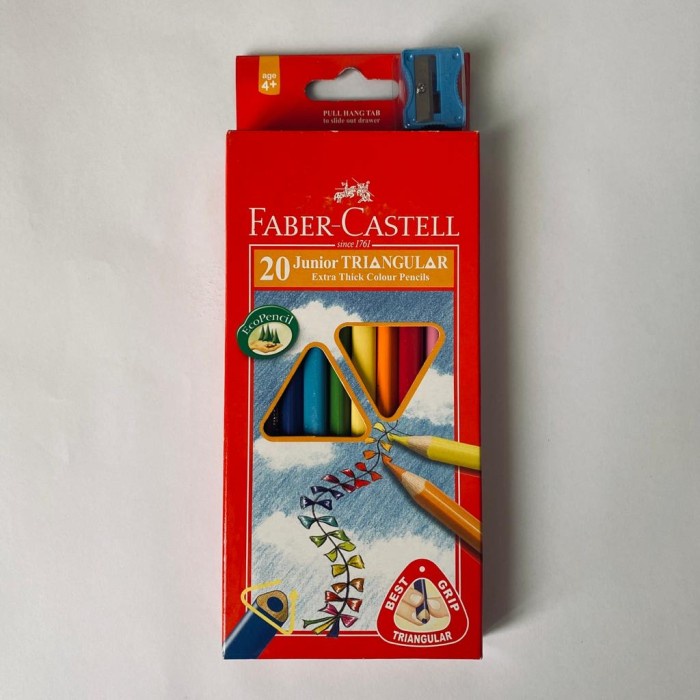 age
4+
PULL HANG TAB
to slide out drawer
FABER-CASTELL
since 1761
20 Junior TRIANGULAR
Extra Thick Colour Pencils
EcoPencil
BEST GRIP
TRIANGULAR